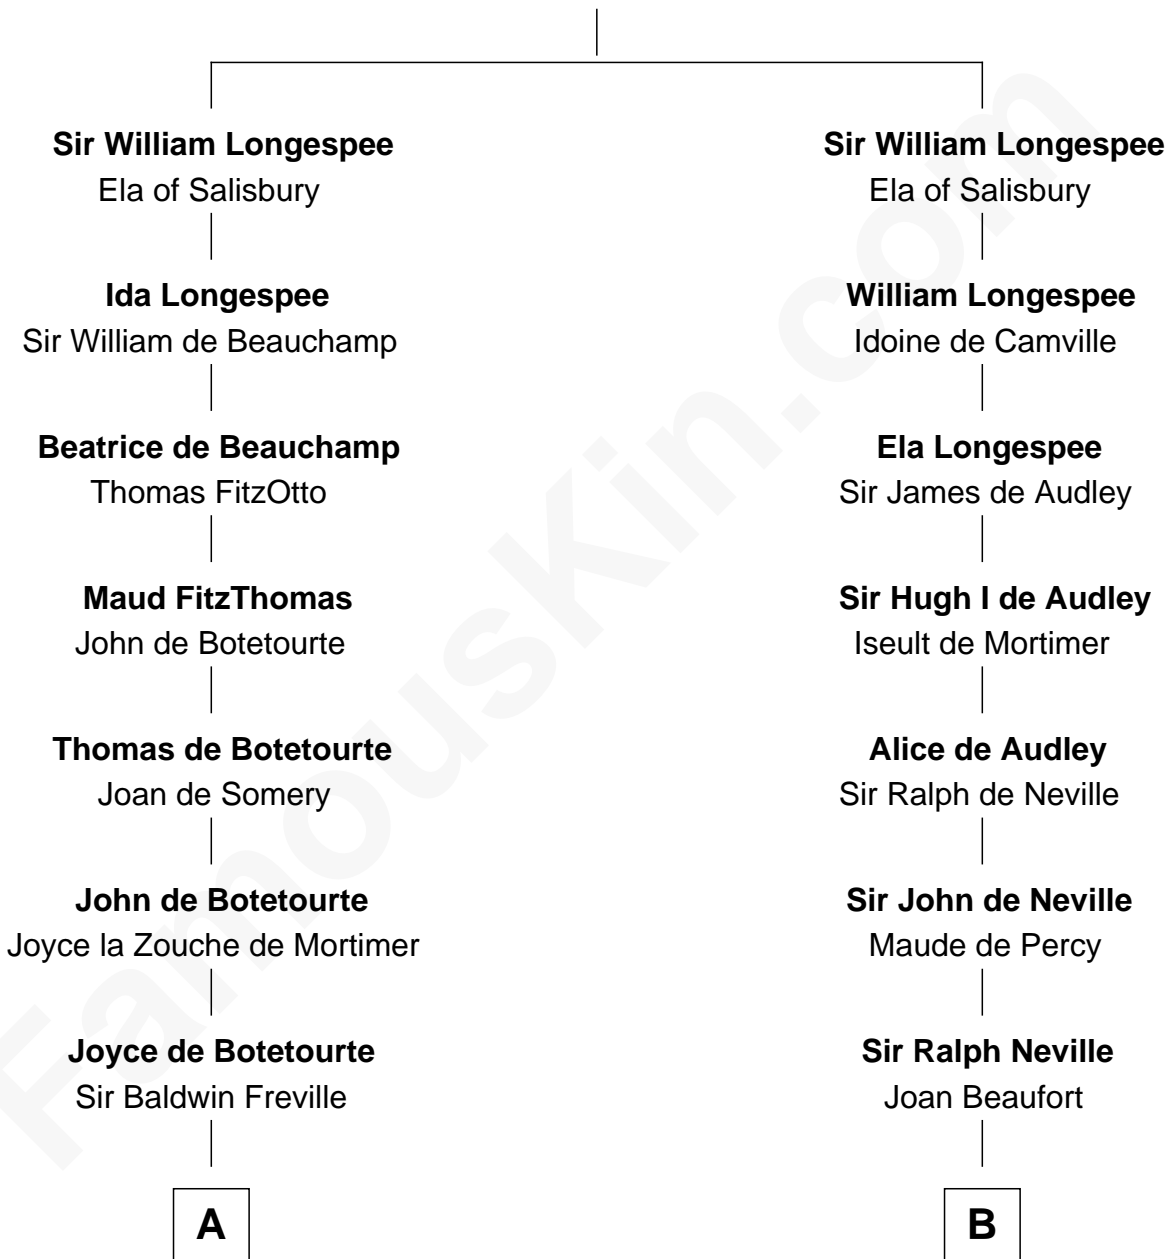 Sir William Longespee
Ela of Salisbury
Ida Longespee
Sir William de Beauchamp
Beatrice de Beauchamp
Thomas FitzOtto
Maud FitzThomas
John de Botetourte
Thomas de Botetourte
Joan de Somery
John de Botetourte
Joyce la Zouche de Mortimer
Joyce de Botetourte
Sir Baldwin Freville
A
Sir William Longespee
Ela of Salisbury
William Longespee
Idoine de Camville
Ela Longespee
Sir James de Audley
Sir Hugh I de Audley
Iseult de Mortimer
Alice de Audley
Sir Ralph de Neville
Sir John de Neville
Maude de Percy
Sir Ralph Neville
Joan Beaufort
B
FamousKin.com